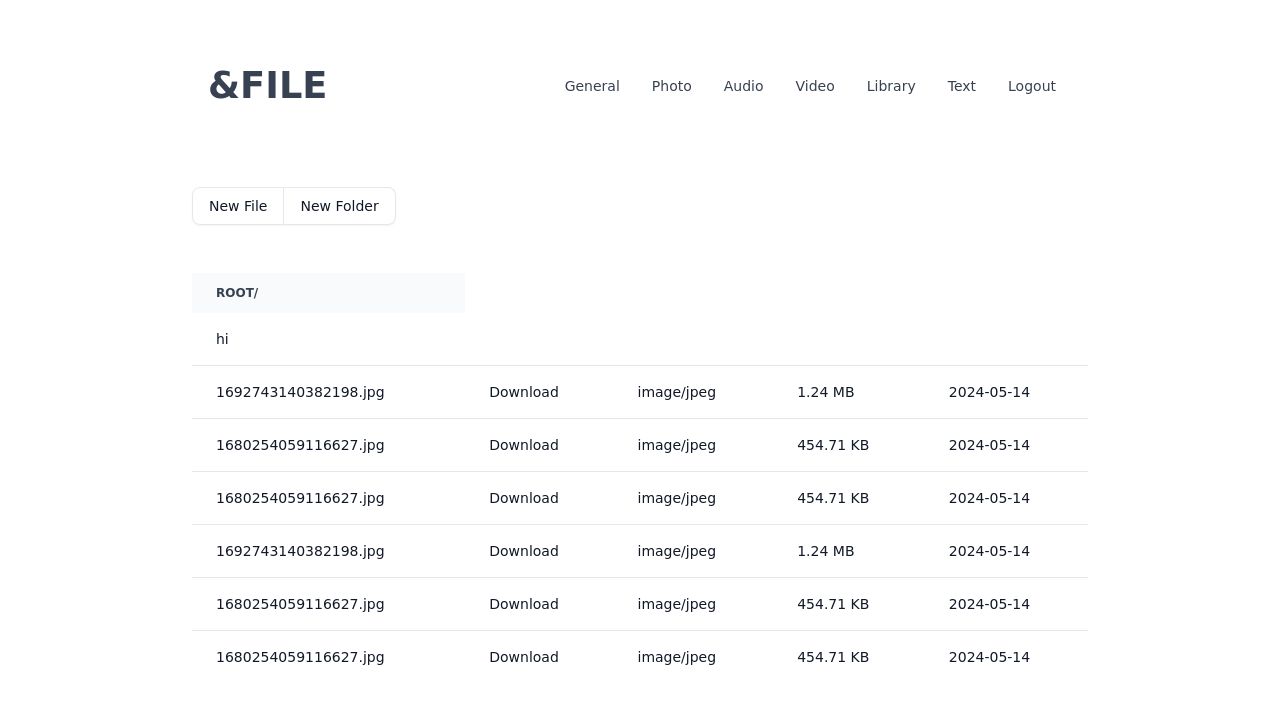 &FILE
General Photo Audio Video Library Text Logout
New File New Folder
ROOT/
hi
1692743140382198.jpg Download image/jpeg 1.24 MB 2024-05-14
1680254059116627.jpg Download image/jpeg 454.71 KB 2024-05-14
1680254059116627.jpg Download image/jpeg 454.71 KB 2024-05-14
1692743140382198.jpg Download image/jpeg 1.24 MB 2024-05-14
1680254059116627.jpg Download image/jpeg 454.71 KB 2024-05-14
1680254059116627.jpg Download image/jpeg 454.71 KB 2024-05-14